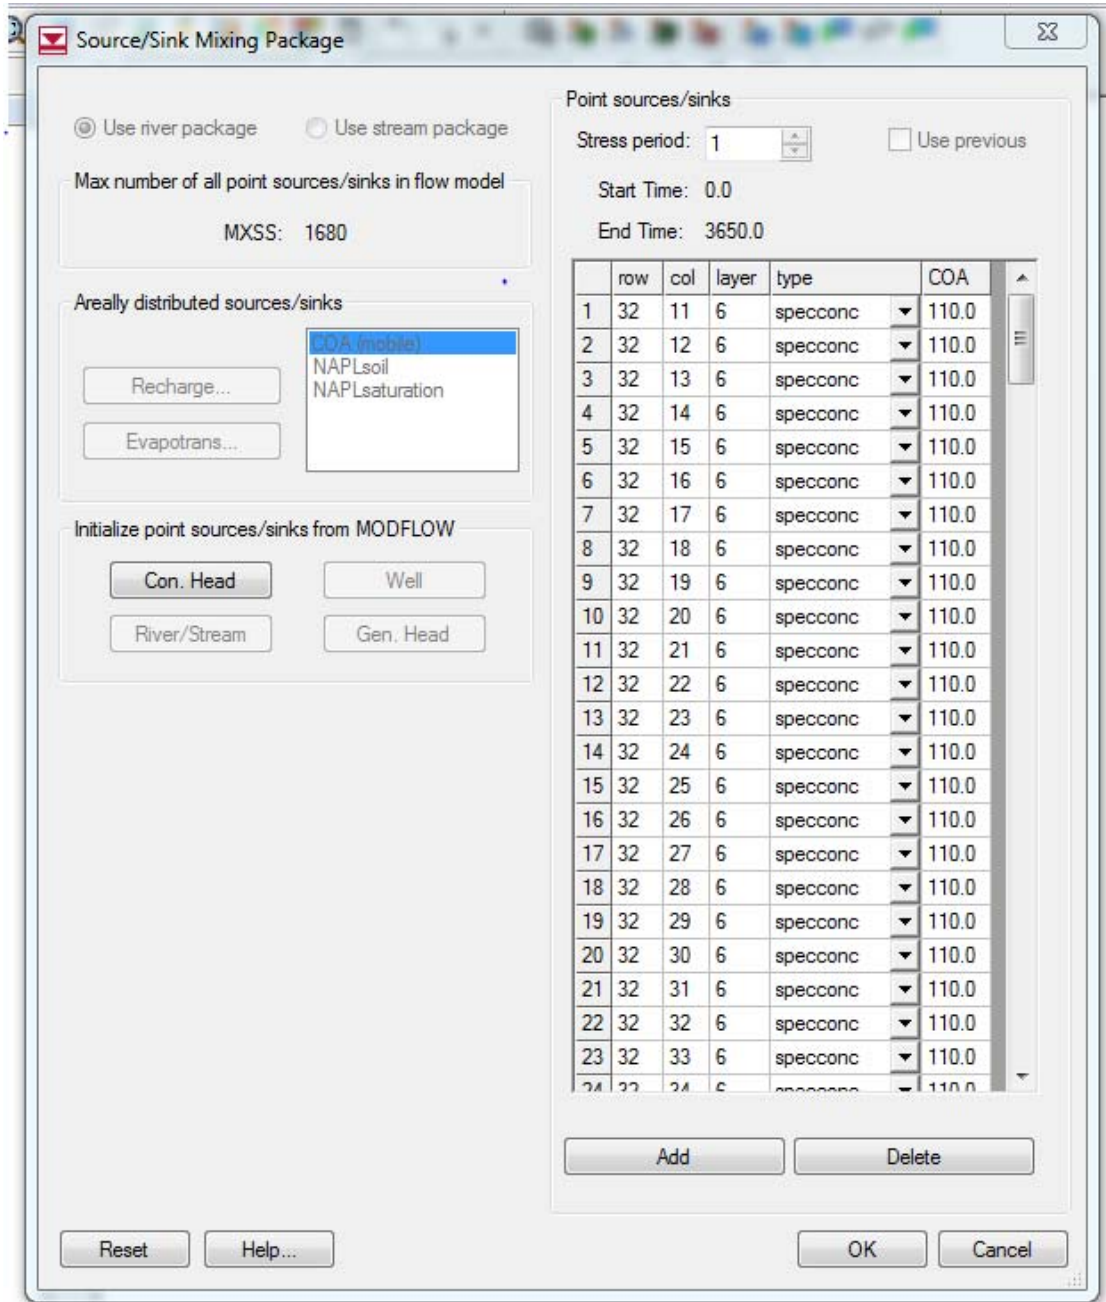 Source/Sink Mixing Package
Use river package Use stream package
Max number of all point sources/sinks in flow model
MXSS: 1680
Areally distributed sources/sinks
COA (mobile)
NAPLsoil
NAPLsaturation
Recharge...
Evapotrans...
Initialize point sources/sinks from MODFLOW
Con. Head Well
River/Stream Gen. Head
Point sources/sinks
Stress period: 1 Use previous
Start Time: 0.0
End Time: 3650.0
row col layer type COA
1 32 11 6 specconc 110.0
2 32 12 6 specconc 110.0
3 32 13 6 specconc 110.0
4 32 14 6 specconc 110.0
5 32 15 6 specconc 110.0
6 32 16 6 specconc 110.0
7 32 17 6 specconc 110.0
8 32 18 6 specconc 110.0
9 32 19 6 specconc 110.0
10 32 20 6 specconc 110.0
11 32 21 6 specconc 110.0
12 32 22 6 specconc 110.0
13 32 23 6 specconc 110.0
14 32 24 6 specconc 110.0
15 32 25 6 specconc 110.0
16 32 26 6 specconc 110.0
17 32 27 6 specconc 110.0
18 32 28 6 specconc 110.0
19 32 29 6 specconc 110.0
20 32 30 6 specconc 110.0
21 32 31 6 specconc 110.0
22 32 32 6 specconc 110.0
23 32 33 6 specconc 110.0
24 32 34 6 specconc 110.0
Add Delete
Reset Help... OK Cancel